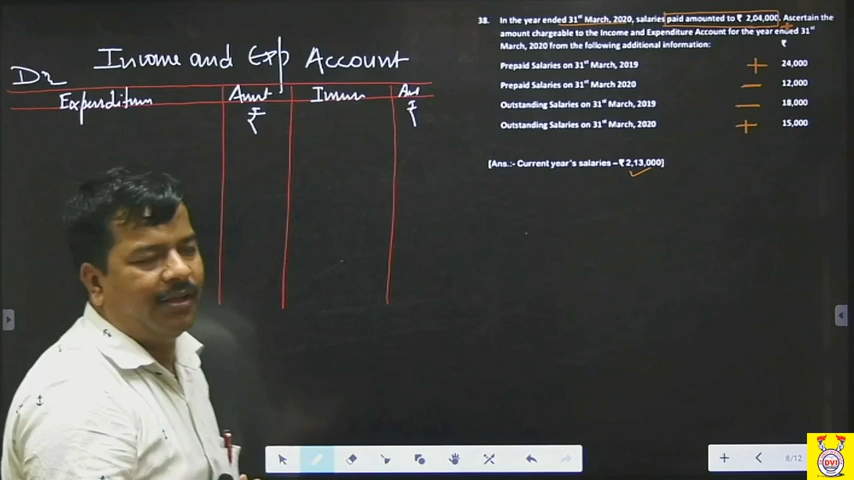 38. In the year ended 31st March, 2020, salaries paid amounted to ₹ 2,04,000. Ascertain the
amount chargeable to the Income and Expenditure Account for the year ended 31st
March, 2020 from the following additional information:
₹
Prepaid Salaries on 31st March, 2019 + 24,000
Prepaid Salaries on 31st March 2020 − 12,000
Outstanding Salaries on 31st March, 2019 − 18,000
Outstanding Salaries on 31st March, 2020 + 15,000
[Ans.:- Current year's salaries – ₹ 2,13,000]
Income and Exp Account
Dr
Expenditure Amt Income
₹ ₹
8/12
DVI